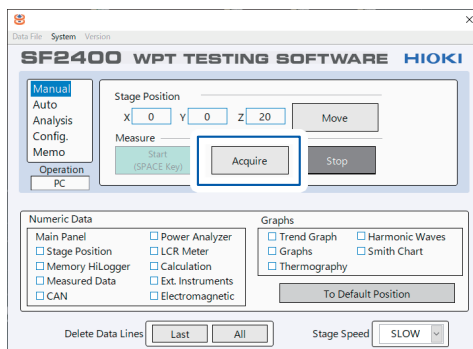 Data File System Version
SF2400 WPT TESTING SOFTWARE HIOKI
Manual
Auto
Analysis
Config.
Memo
Operation
PC
Stage Position
X 0 Y 0 Z 20 Move
Measure
Start
(SPACE Key)
Acquire
Stop
Numeric Data
Main Panel
Stage Position
Memory HiLogger
Measured Data
CAN
Power Analyzer
LCR Meter
Calculation
Ext. Instruments
Electromagnetic
Graphs
Trend Graph
Graphs
Thermography
Harmonic Waves
Smith Chart
To Default Position
Delete Data Lines Last All Stage Speed SLOW